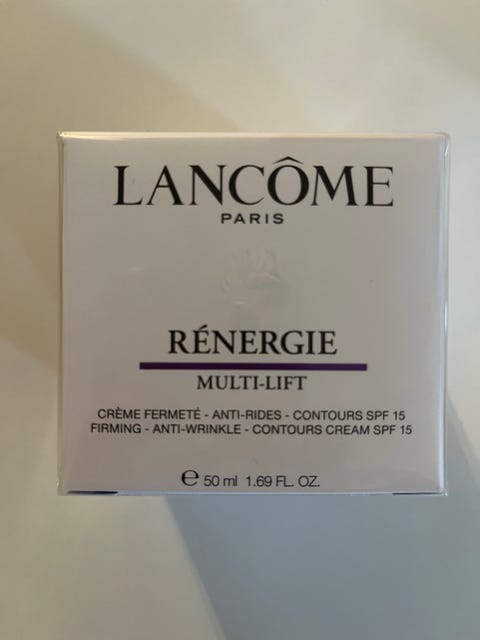 LANCÔME
PARIS
RÉNERGIE
MULTI-LIFT
CRÈME FERMETÉ - ANTI-RIDES - CONTOURS SPF 15
FIRMING - ANTI-WRINKLE - CONTOURS CREAM SPF 15
℮ 50 ml 1.69 FL. OZ.